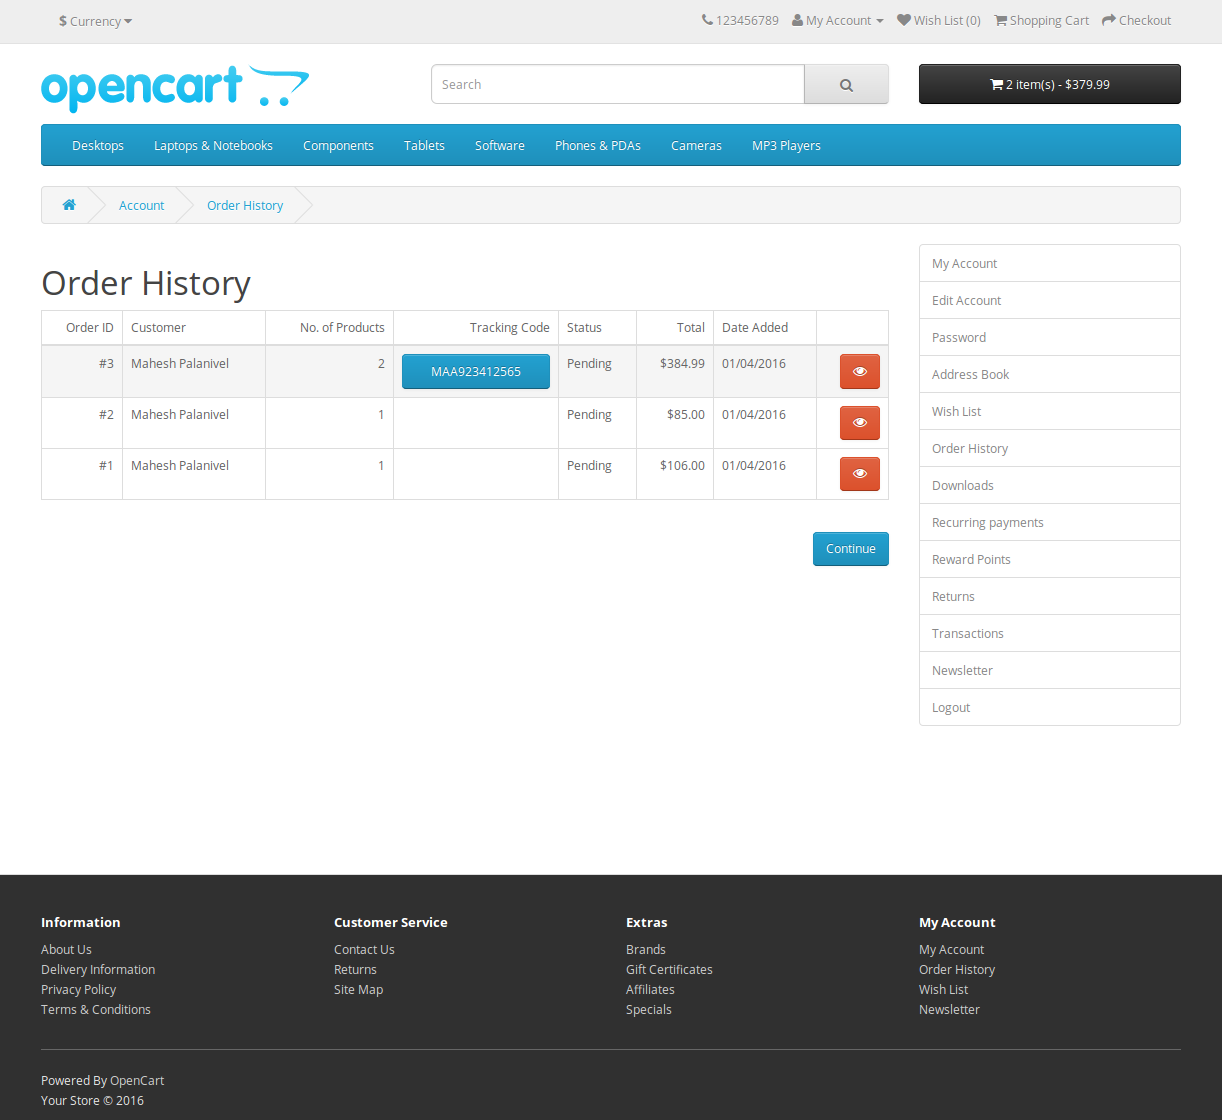 $ Currency
123456789 My Account Wish List (0) Shopping Cart Checkout
opencart
Search
2 item(s) - $379.99
Desktops Laptops & Notebooks Components Tablets Software Phones & PDAs Cameras MP3 Players
Account Order History
Order History
Order ID Customer No. of Products Tracking Code Status Total Date Added
#3 Mahesh Palanivel 2 MAA923412565 Pending $384.99 01/04/2016
#2 Mahesh Palanivel 1 Pending $85.00 01/04/2016
#1 Mahesh Palanivel 1 Pending $106.00 01/04/2016
Continue
My Account
Edit Account
Password
Address Book
Wish List
Order History
Downloads
Recurring payments
Reward Points
Returns
Transactions
Newsletter
Logout
Information
About Us
Delivery Information
Privacy Policy
Terms & Conditions
Customer Service
Contact Us
Returns
Site Map
Extras
Brands
Gift Certificates
Affiliates
Specials
My Account
My Account
Order History
Wish List
Newsletter
Powered By OpenCart
Your Store © 2016